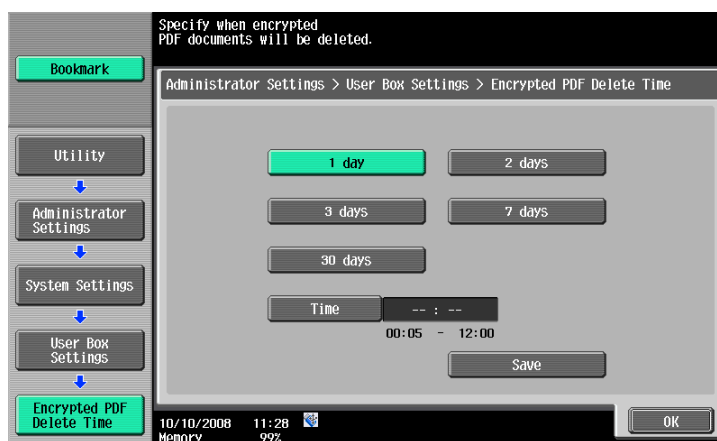 Specify when encrypted
PDF documents will be deleted.
Bookmark
Administrator Settings > User Box Settings > Encrypted PDF Delete Time
Utility
Administrator
Settings
System Settings
User Box
Settings
Encrypted PDF
Delete Time
1 day
2 days
3 days
7 days
30 days
Time
-- : --
00:05 - 12:00
Save
10/10/2008 11:28
Memory 99%
OK